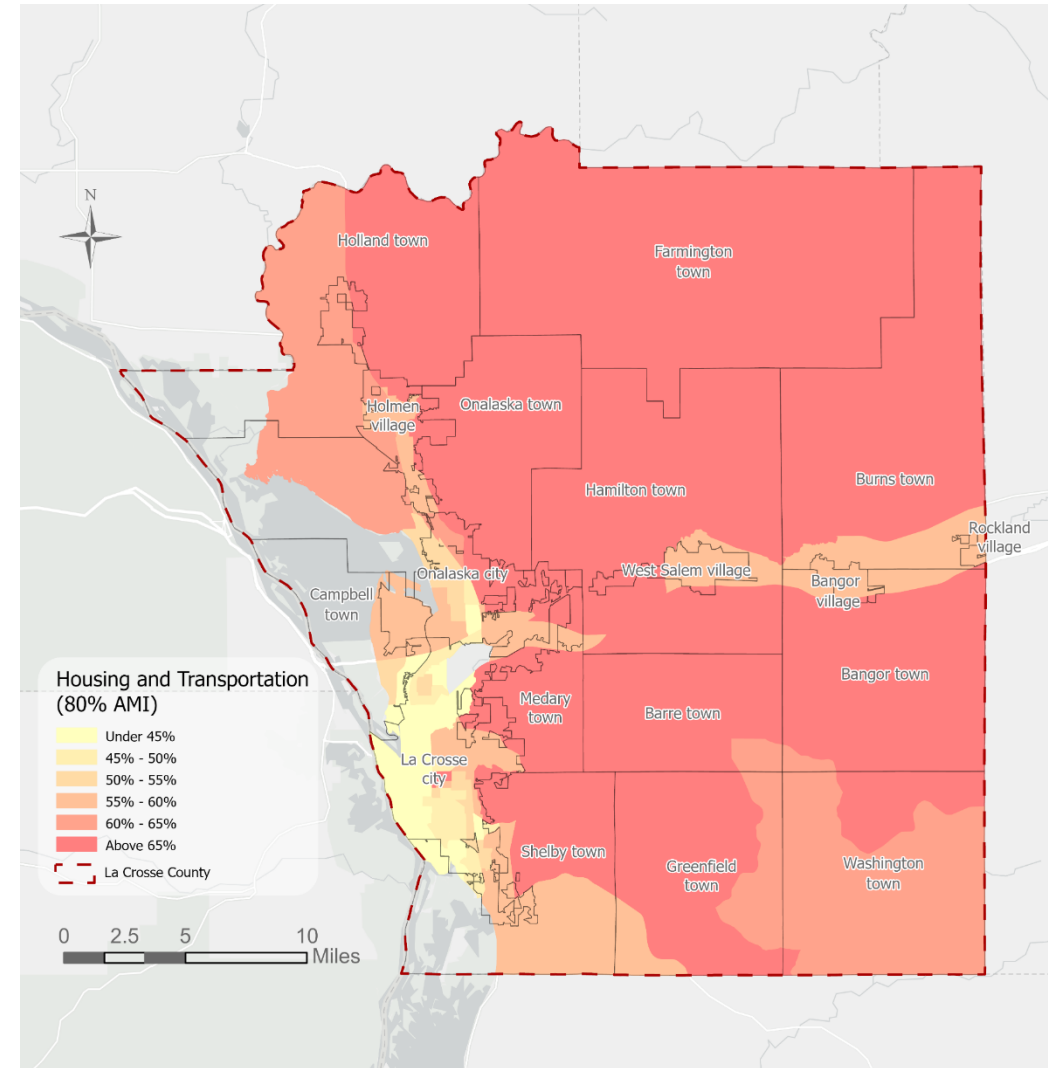 N
Holland town
Farmington
town
Onalaska town
Holmen
village
Hamilton town
Burns town
Rockland
village
Onalaska city
West Salem village
Bangor
village
Campbell
town
Housing and Transportation
(80% AMI)
Under 45%
45% - 50%
50% - 55%
55% - 60%
60% - 65%
Above 65%
La Crosse County
Medary
town
Barre town
Bangor town
La Crosse
city
Shelby town
Greenfield
town
Washington
town
0 2.5 5 10
Miles